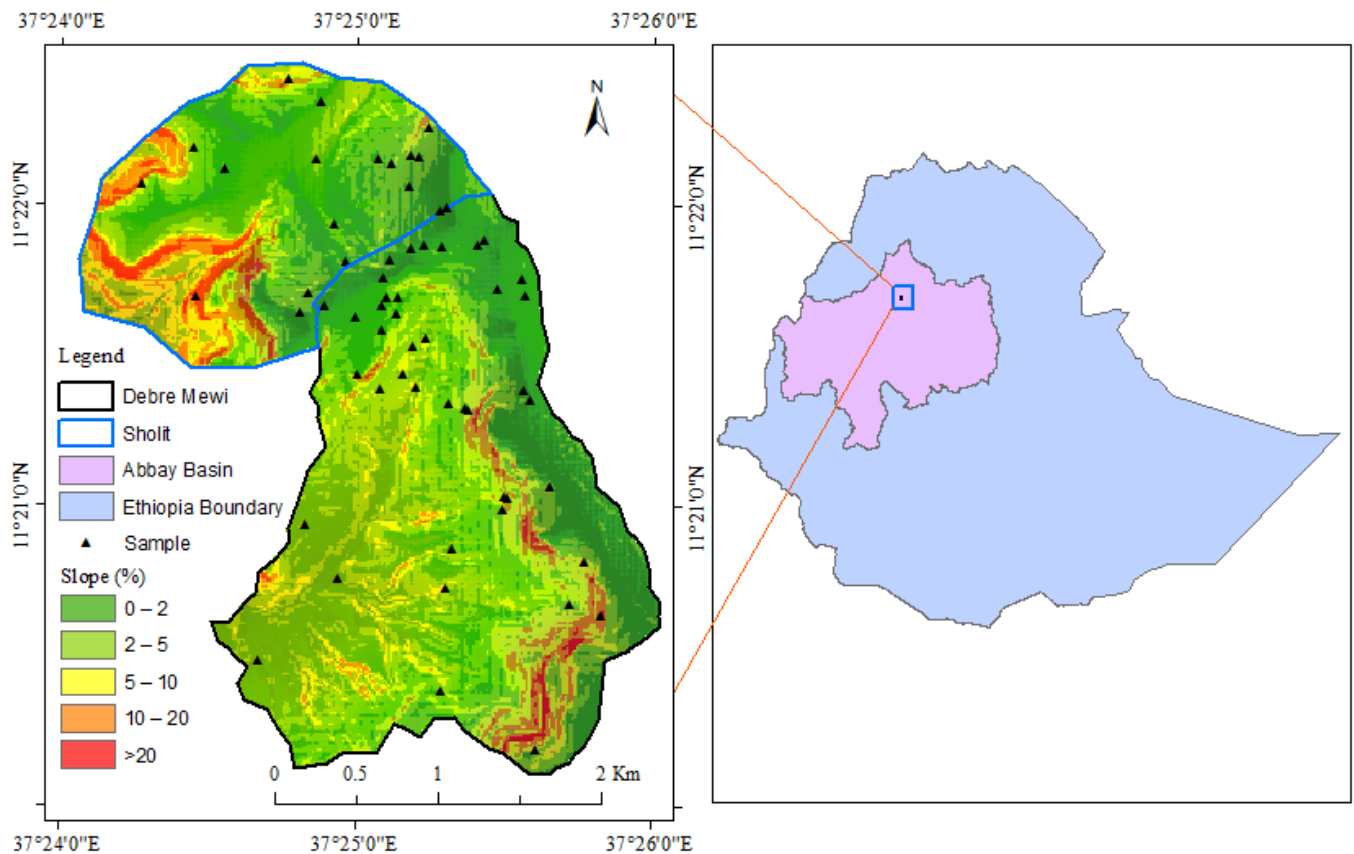 37°24'0"E 37°25'0"E 37°26'0"E
N
11°22'0"N
11°22'0"N
11°21'0"N
11°21'0"N
Legend
Debre Mewi
Sholit
Abbay Basin
Ethiopia Boundary
Sample
Slope (%)
0 – 2
2 – 5
5 – 10
10 – 20
>20
0 0.5 1 2 Km
37°24'0"E 37°25'0"E 37°26'0"E